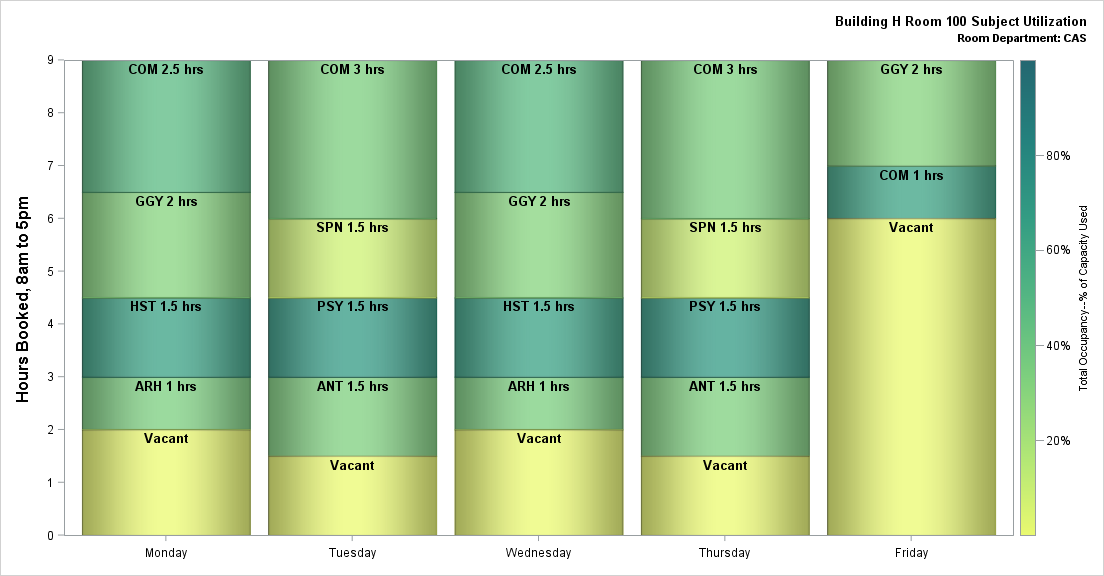 Building H Room 100 Subject Utilization
Room Department: CAS
Hours Booked, 8am to 5pm
9
8
7
6
5
4
3
2
1
0
COM 2.5 hrs
GGY 2 hrs
HST 1.5 hrs
ARH 1 hrs
Vacant
COM 3 hrs
SPN 1.5 hrs
PSY 1.5 hrs
ANT 1.5 hrs
Vacant
COM 2.5 hrs
GGY 2 hrs
HST 1.5 hrs
ARH 1 hrs
Vacant
COM 3 hrs
SPN 1.5 hrs
PSY 1.5 hrs
ANT 1.5 hrs
Vacant
GGY 2 hrs
COM 1 hrs
Vacant
Monday
Tuesday
Wednesday
Thursday
Friday
80%
60%
40%
20%
Total Occupancy--% of Capacity Used